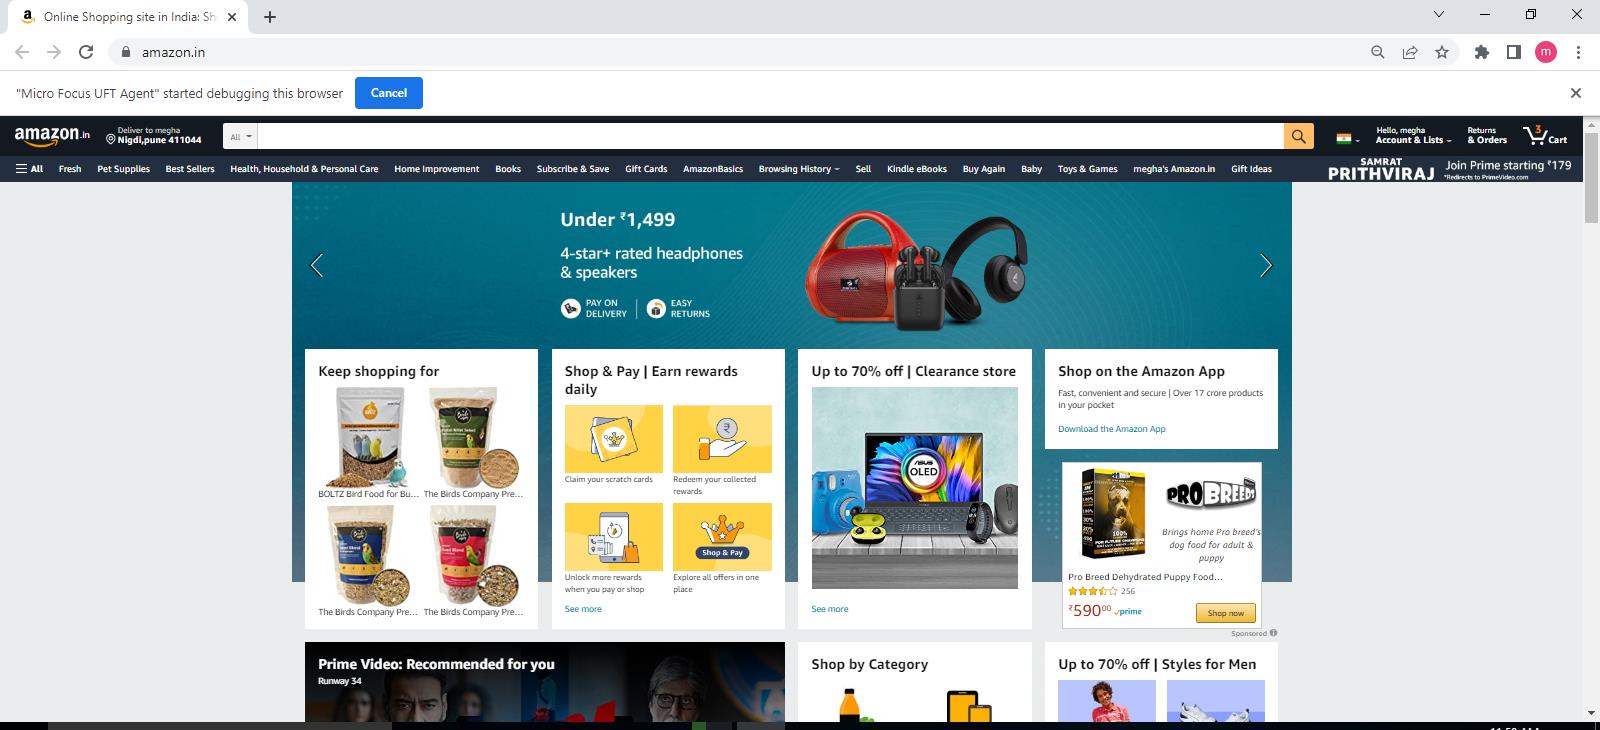 Online Shopping site in India: Sh
amazon.in
"Micro Focus UFT Agent" started debugging this browser
Cancel
m
amazon.in
Deliver to megha
Nigdi,pune 411044
All
Hello, megha
Account & Lists
Returns
& Orders
3
Cart
All
Fresh
Pet Supplies
Best Sellers
Health, Household & Personal Care
Home Improvement
Books
Subscribe & Save
Gift Cards
AmazonBasics
Browsing History
Sell
Kindle eBooks
Buy Again
Baby
Toys & Games
megha's Amazon.in
Gift Ideas
SAMRAT
PRITHVIRAJ
Join Prime starting ₹179
*Redirects to PrimeVideo.com
Under ₹1,499
4-star+ rated headphones
& speakers
PAY ON
DELIVERY
EASY
RETURNS
Keep shopping for
BOLTZ Bird Food for Bu...
The Birds Company Pre...
The Birds Company Pre...
The Birds Company Pre...
Shop & Pay | Earn rewards
daily
Claim your scratch cards
Redeem your collected
rewards
Shop & Pay
Unlock more rewards
when you pay or shop
Explore all offers in one
place
See more
Up to 70% off | Clearance store
ASUS
OLED
See more
Shop on the Amazon App
Fast, convenient and secure | Over 17 crore products
in your pocket
Download the Amazon App
PRO BREED
Brings home Pro breed's
dog food for adult &
puppy
Pro Breed Dehydrated Puppy Food...
256
₹59000 prime
Shop now
Sponsored
Prime Video: Recommended for you
Runway 34
Shop by Category
Up to 70% off | Styles for Men